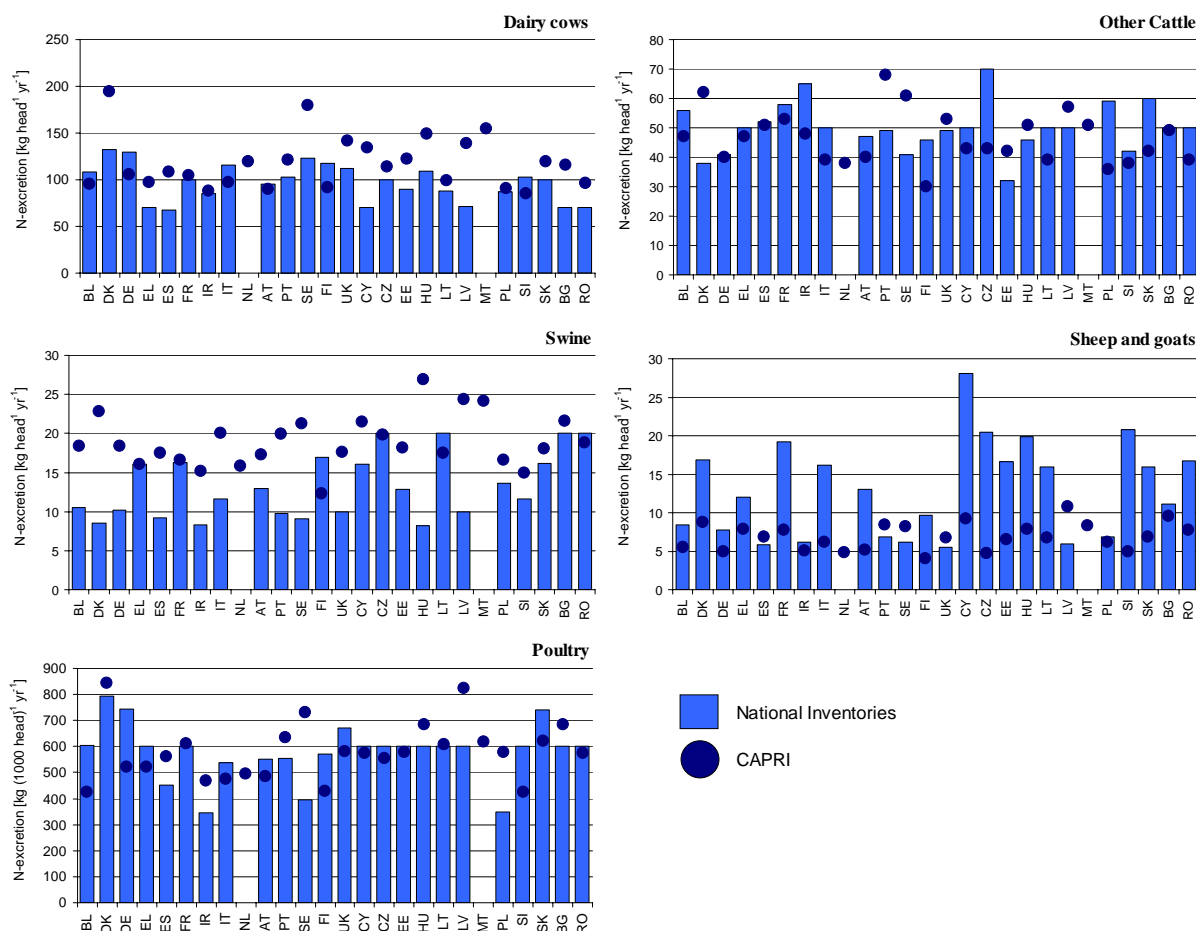 Dairy cows
N-excretion [kg head¹ yr⁻¹]
250
200
150
100
50
0
BL DK DE EL ES FR IR IT NL AT PT SE FI UK CY CZ EE HU LT LV MT PL SI SK BG RO
Other Cattle
N-excretion [kg head¹ yr⁻¹]
80
70
60
50
40
30
20
10
0
BL DK DE EL ES FR IR IT NL AT PT SE FI UK CY CZ EE HU LT LV MT PL SI SK BG RO
Swine
N-excretion [kg head¹ yr⁻¹]
30
25
20
15
10
5
0
BL DK DE EL ES FR IR IT NL AT PT SE FI UK CY CZ EE HU LT LV MT PL SI SK BG RO
Sheep and goats
N-excretion [kg head¹ yr⁻¹]
30
25
20
15
10
5
0
BL DK DE EL ES FR IR IT NL AT PT SE FI UK CY CZ EE HU LT LV MT PL SI SK BG RO
Poultry
N-excretion [kg (1000 head)¹ yr⁻¹]
900
800
700
600
500
400
300
200
100
0
BL DK DE EL ES FR IR IT NL AT PT SE FI UK CY CZ EE HU LT LV MT PL SI SK BG RO
National Inventories
CAPRI